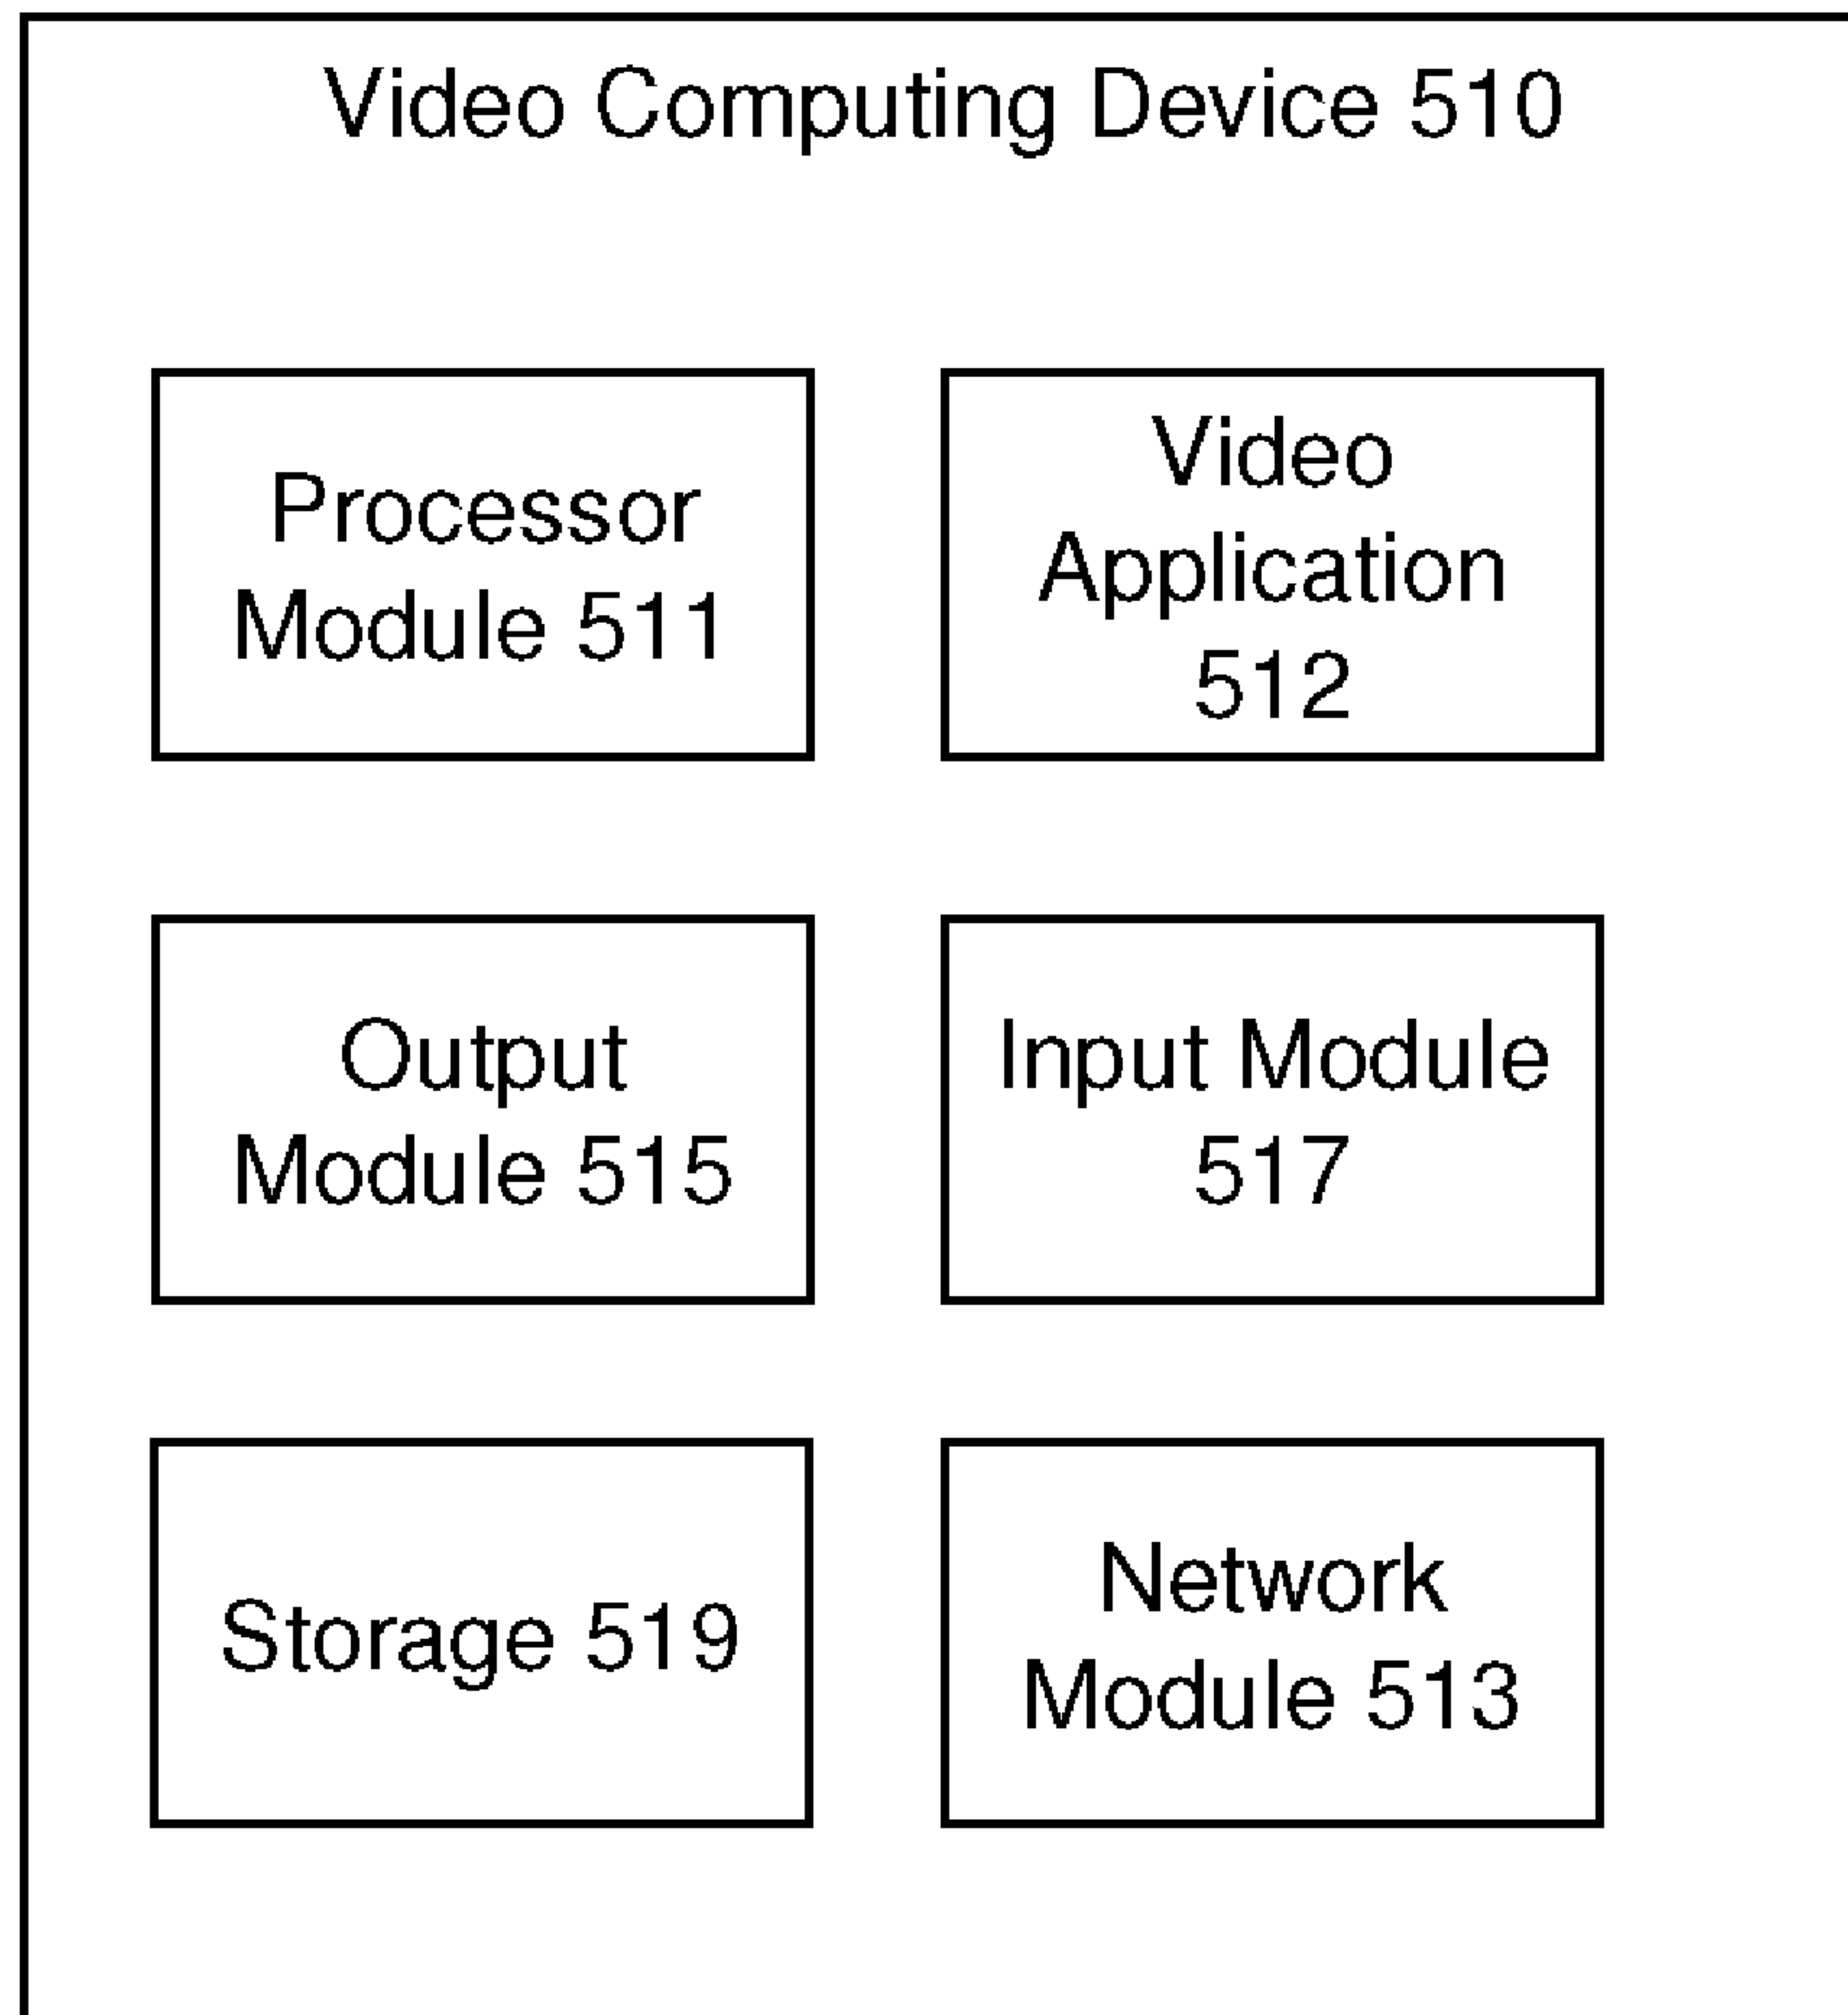 Video Computing Device 510
Processor
Module 511
Video
Application
512
Output
Module 515
Input Module
517
Storage 519
Network
Module 513